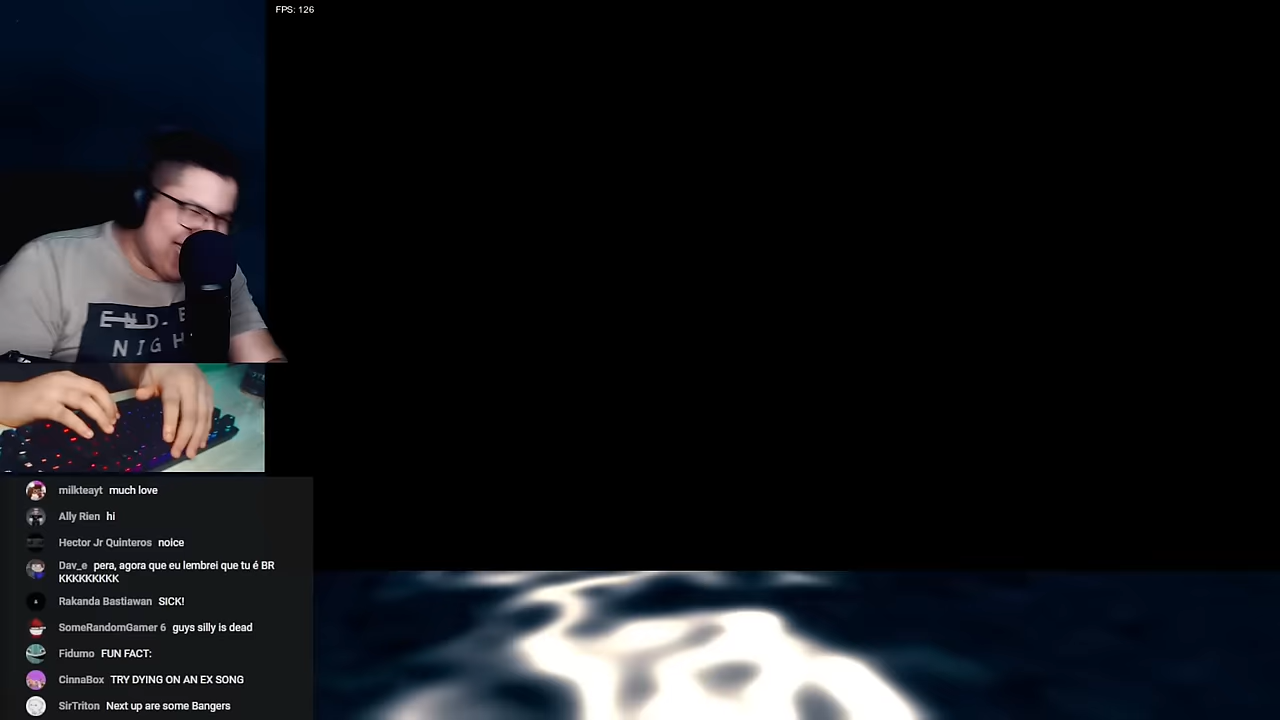 FPS: 126
END. E
NIGH
milkteayt much love
Ally Rien hi
Hector Jr Quinteros noice
Dav_e pera, agora que eu lembrei que tu é BR
KKKKKKKKK
Rakanda Bastiawan SICK!
SomeRandomGamer 6 guys silly is dead
Fidumo FUN FACT:
CinnaBox TRY DYING ON AN EX SONG
SirTriton Next up are some Bangers